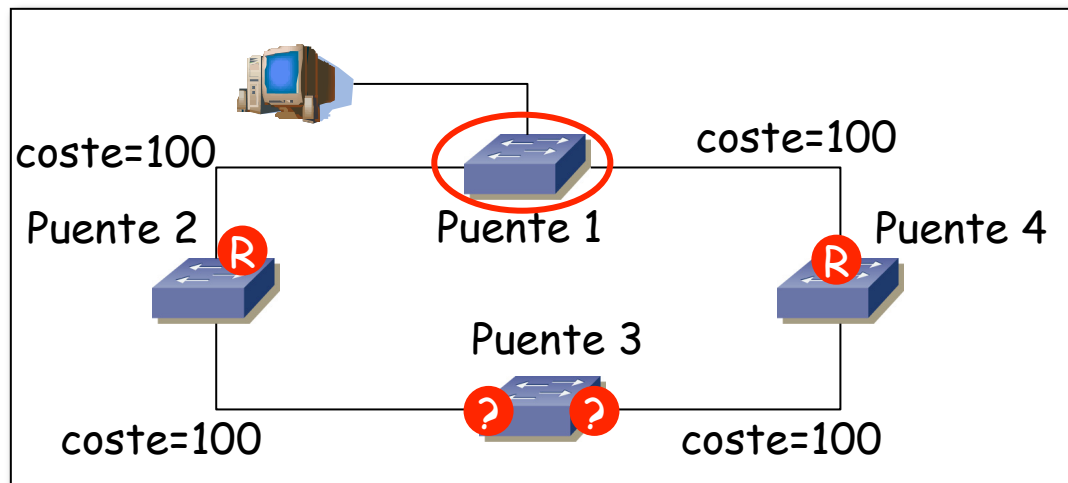 coste=100
coste=100
Puente 2
R
Puente 1
R
Puente 4
Puente 3
?
?
coste=100
coste=100